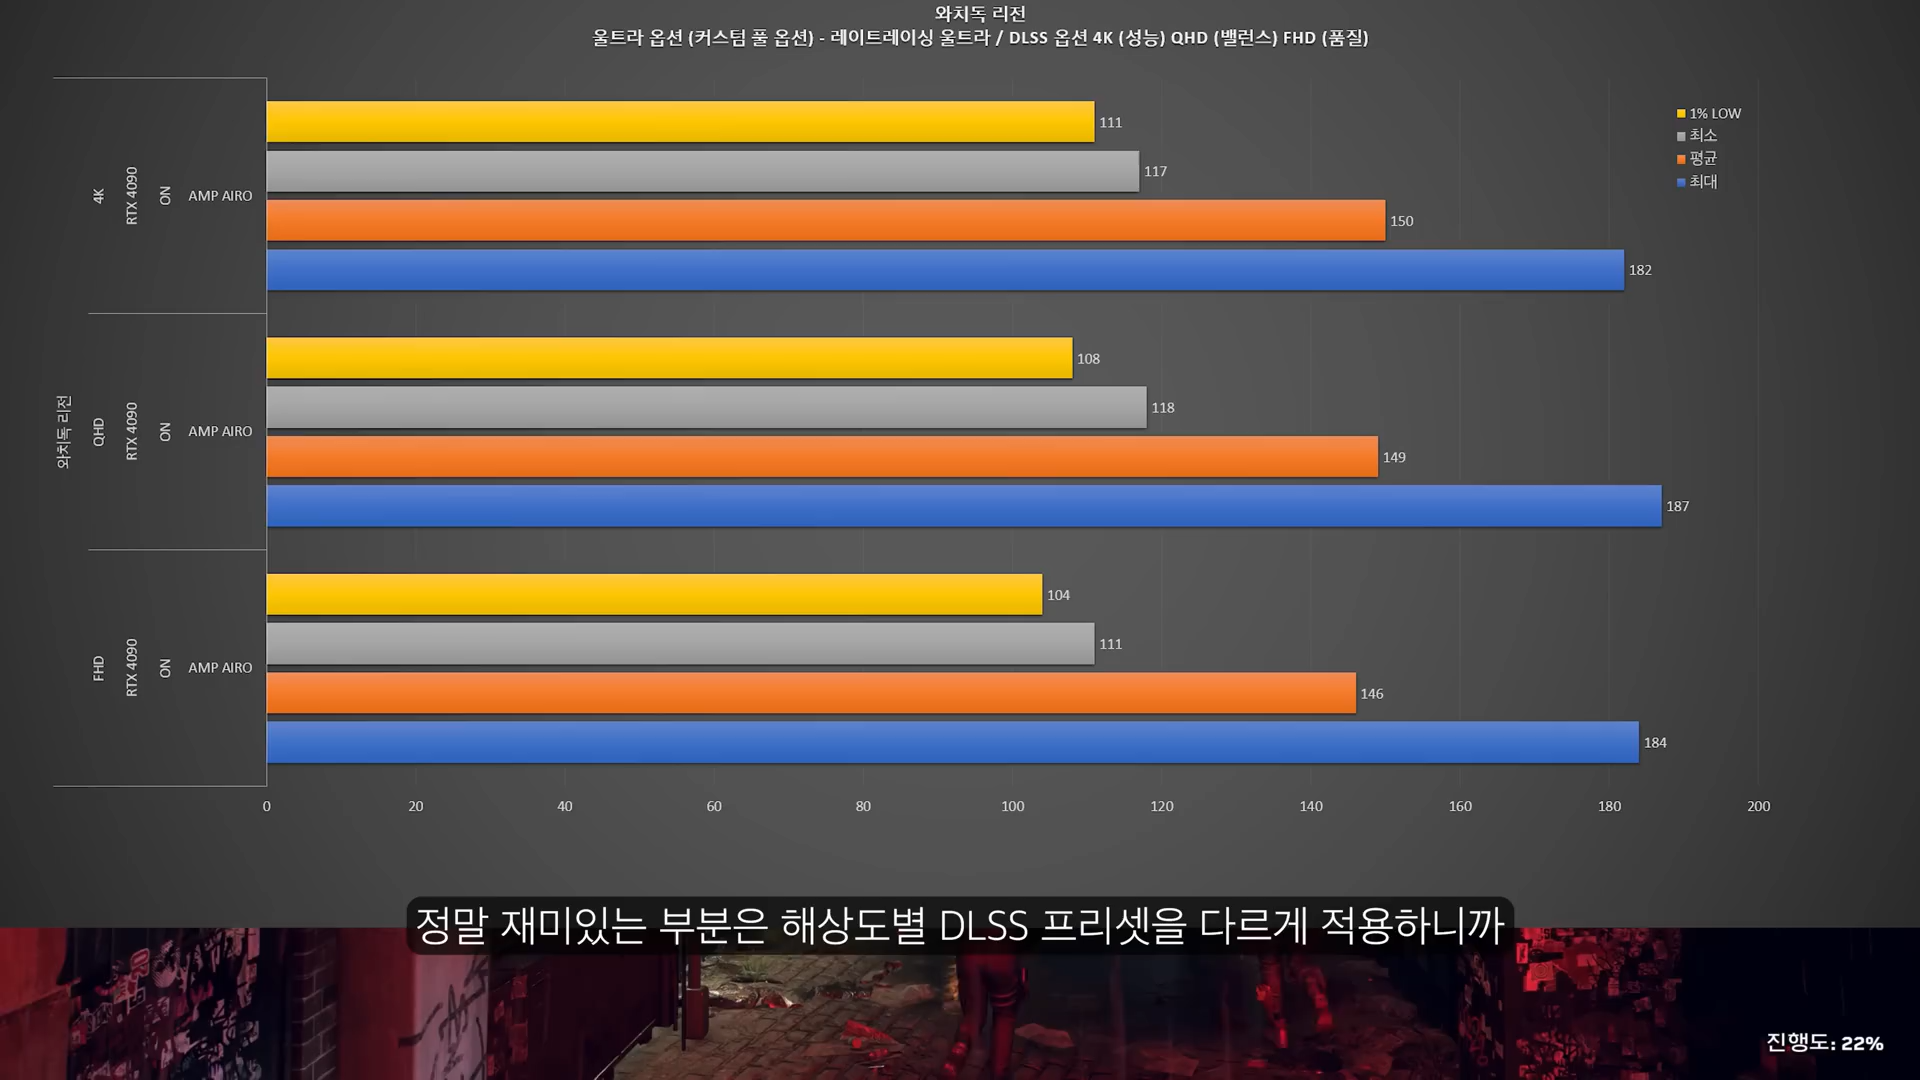 와치독 리전
울트라 옵션 (커스텀 풀 옵션) - 레이트레이싱 울트라 / DLSS 옵션 4K (성능) QHD (밸런스) FHD (품질)
1% LOW
최소
평균
최대
와치독 리전
4K
RTX 4090
ON
AMP AIRO
111
117
150
182
QHD
RTX 4090
ON
AMP AIRO
108
118
149
187
FHD
RTX 4090
ON
AMP AIRO
104
111
146
184
0 20 40 60 80 100 120 140 160 180 200
정말 재미있는 부분은 해상도별 DLSS 프리셋을 다르게 적용하니까
진행도: 22%